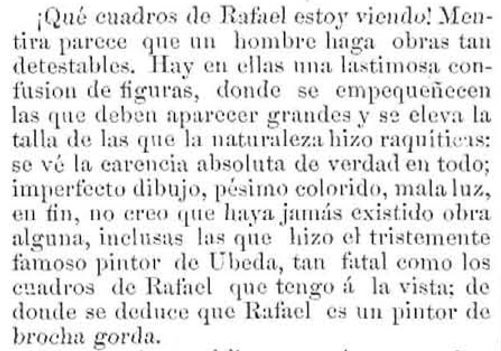 ¡Qué cuadros de Rafael estoy viendo! Men-
tira parece que un hombre haga obras tan
detestables. Hay en ellas una lastimosa con-
fusion de figuras, donde se empequeñecen
las que deben aparecer grandes y se eleva la
talla de las que la naturaleza hizo raquíticas:
se vé la carencia absoluta de verdad en todo;
imperfecto dibujo, pésimo colorido, mala luz,
en fin, no creo que haya jamás existido obra
alguna, inclusas las que hizo el tristemente
famoso pintor de Ubeda, tan fatal como los
cuadros de Rafael que tengo á la vista; de
donde se deduce que Rafael es un pintor de
brocha gorda.